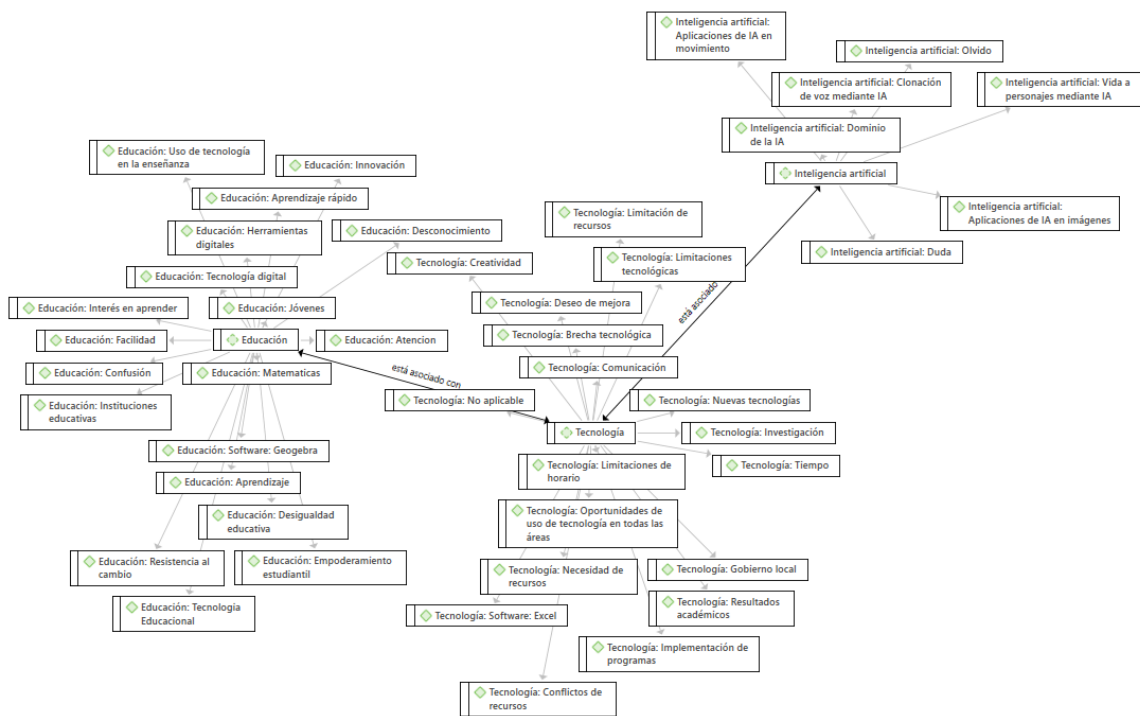 Inteligencia artificial:
Aplicaciones de IA en
movimiento
Inteligencia artificial: Olvido
Inteligencia artificial: Clonación
de voz mediante IA
Inteligencia artificial: Vida a
personajes mediante IA
Inteligencia artificial: Dominio
de la IA
Inteligencia artificial
Inteligencia artificial:
Aplicaciones de IA en imágenes
Inteligencia artificial: Duda
está asociado
Educación: Uso de tecnología
en la enseñanza
Educación: Innovación
Educación: Aprendizaje rápido
Educación: Herramientas
digitales
Educación: Desconocimiento
Educación: Tecnología digital
Educación: Interés en aprender
Educación: Jóvenes
Educación: Facilidad
Educación
Educación: Atencion
Educación: Confusión
Educación: Matematicas
Educación: Instituciones
educativas
Educación: Software: Geogebra
Educación: Aprendizaje
Educación: Desigualdad
educativa
Educación: Resistencia al
cambio
Educación: Empoderamiento
estudiantil
Educación: Tecnologia
Educacional
está asociado con
Tecnología: Limitación de
recursos
Tecnología: Creatividad
Tecnología: Limitaciones
tecnológicas
Tecnología: Deseo de mejora
Tecnología: Brecha tecnológica
Tecnología: Comunicación
Tecnología: No aplicable
Tecnología: Nuevas tecnologías
Tecnología
Tecnología: Investigación
Tecnología: Tiempo
Tecnología: Limitaciones de
horario
Tecnología: Oportunidades de
uso de tecnología en todas las
áreas
Tecnología: Necesidad de
recursos
Tecnología: Gobierno local
Tecnología: Software: Excel
Tecnología: Resultados
académicos
Tecnología: Implementación de
programas
Tecnología: Conflictos de
recursos